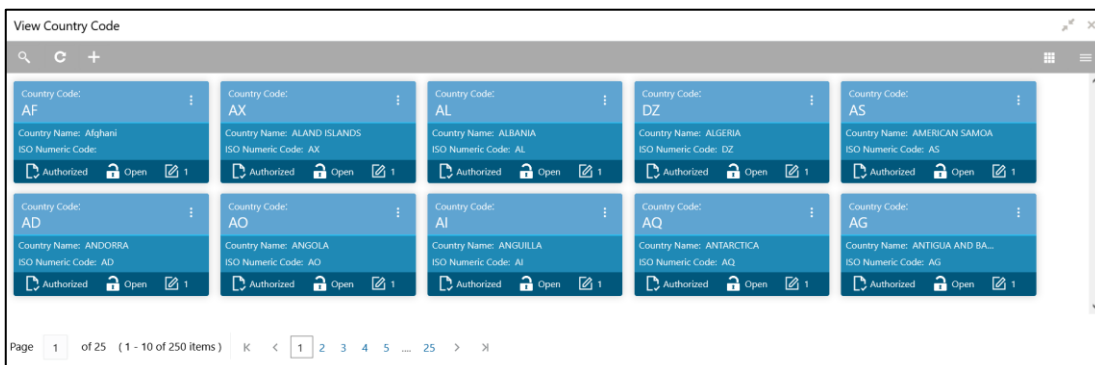 View Country Code
Country Code: Country Code: Country Code: Country Code: Country Code:
AF AX AL DZ AS
Country Name: Afghani Country Name: ALAND ISLANDS Country Name: ALBANIA Country Name: ALGERIA Country Name: AMERICAN SAMOA
ISO Numeric Code: ISO Numeric Code: AX ISO Numeric Code: AL ISO Numeric Code: DZ ISO Numeric Code: AS
Authorized Open 1 Authorized Open 1 Authorized Open 1 Authorized Open 1 Authorized Open 1
Country Code: Country Code: Country Code: Country Code: Country Code:
AD AO AI AQ AG
Country Name: ANDORRA Country Name: ANGOLA Country Name: ANGUILLA Country Name: ANTARCTICA Country Name: ANTIGUA AND BA...
ISO Numeric Code: AD ISO Numeric Code: AO ISO Numeric Code: AI ISO Numeric Code: AQ ISO Numeric Code: AG
Authorized Open 1 Authorized Open 1 Authorized Open 1 Authorized Open 1 Authorized Open 1
Page 1 of 25 (1 - 10 of 250 items) 1 2 3 4 5 .... 25